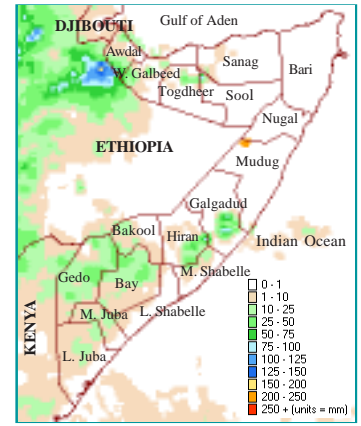 DJIBOUTI
Gulf of Aden
Awdal
Sanag
Bari
W. Galbeed
Togdheer
Sool
Nugal
ETHIOPIA
Mudug
Galgadud
Bakool
Hiran
Indian Ocean
Gedo
Bay
M. Shabelle
KENYA
M. Juba
L. Shabelle
L. Juba
0 - 1
1 - 10
10 - 25
25 - 50
50 - 75
75 - 100
100 - 125
125 - 150
150 - 200
200 - 250
250 + (units = mm)